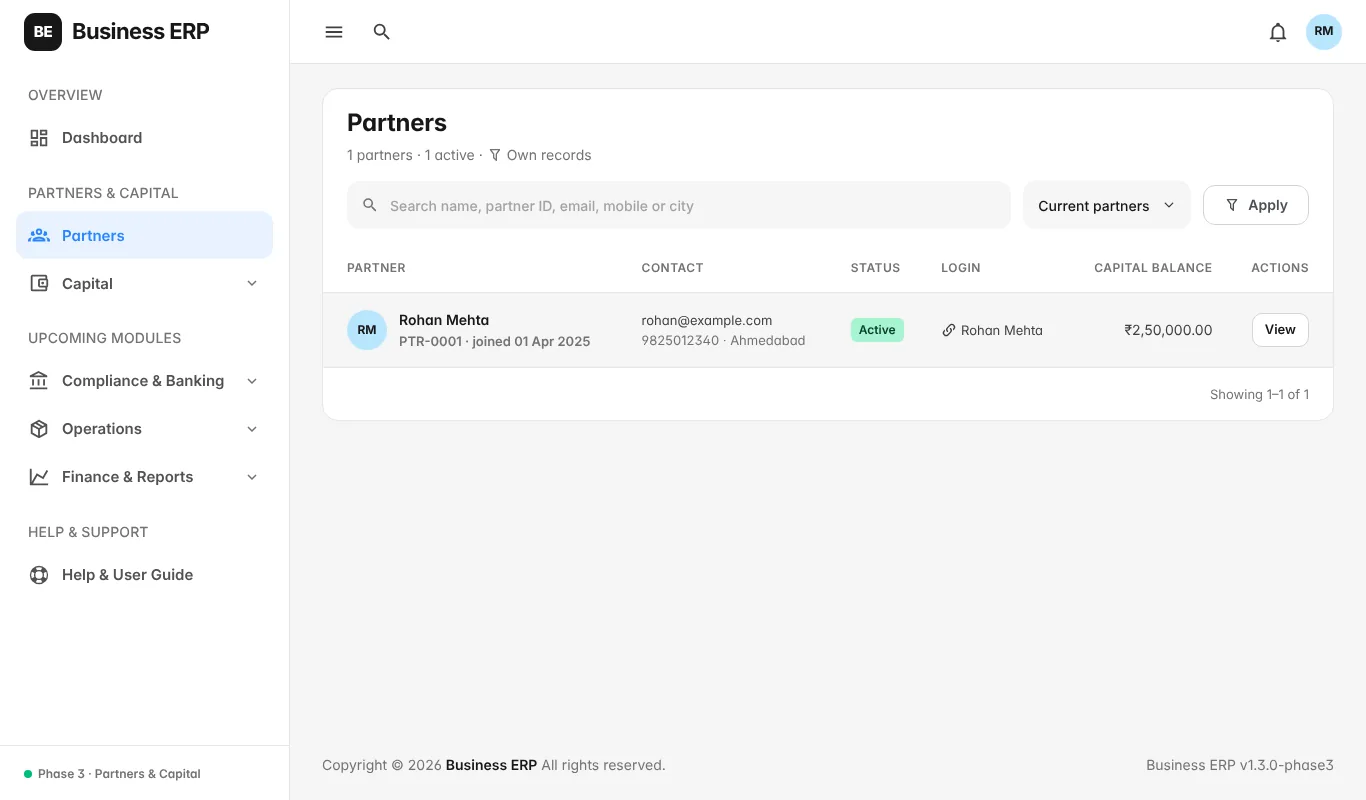 BE Business ERP
RM
OVERVIEW
Dashboard
PARTNERS & CAPITAL
Partners
Capital
UPCOMING MODULES
Compliance & Banking
Operations
Finance & Reports
HELP & SUPPORT
Help & User Guide
Phase 3 · Partners & Capital
Partners
1 partners · 1 active · Own records
Search name, partner ID, email, mobile or city
Current partners
Apply
PARTNER CONTACT STATUS LOGIN CAPITAL BALANCE ACTIONS
RM Rohan Mehta rohan@example.com Active Rohan Mehta ₹2,50,000.00 View
PTR-0001 · joined 01 Apr 2025 9825012340 · Ahmedabad
Showing 1–1 of 1
Copyright © 2026 Business ERP All rights reserved.
Business ERP v1.3.0-phase3